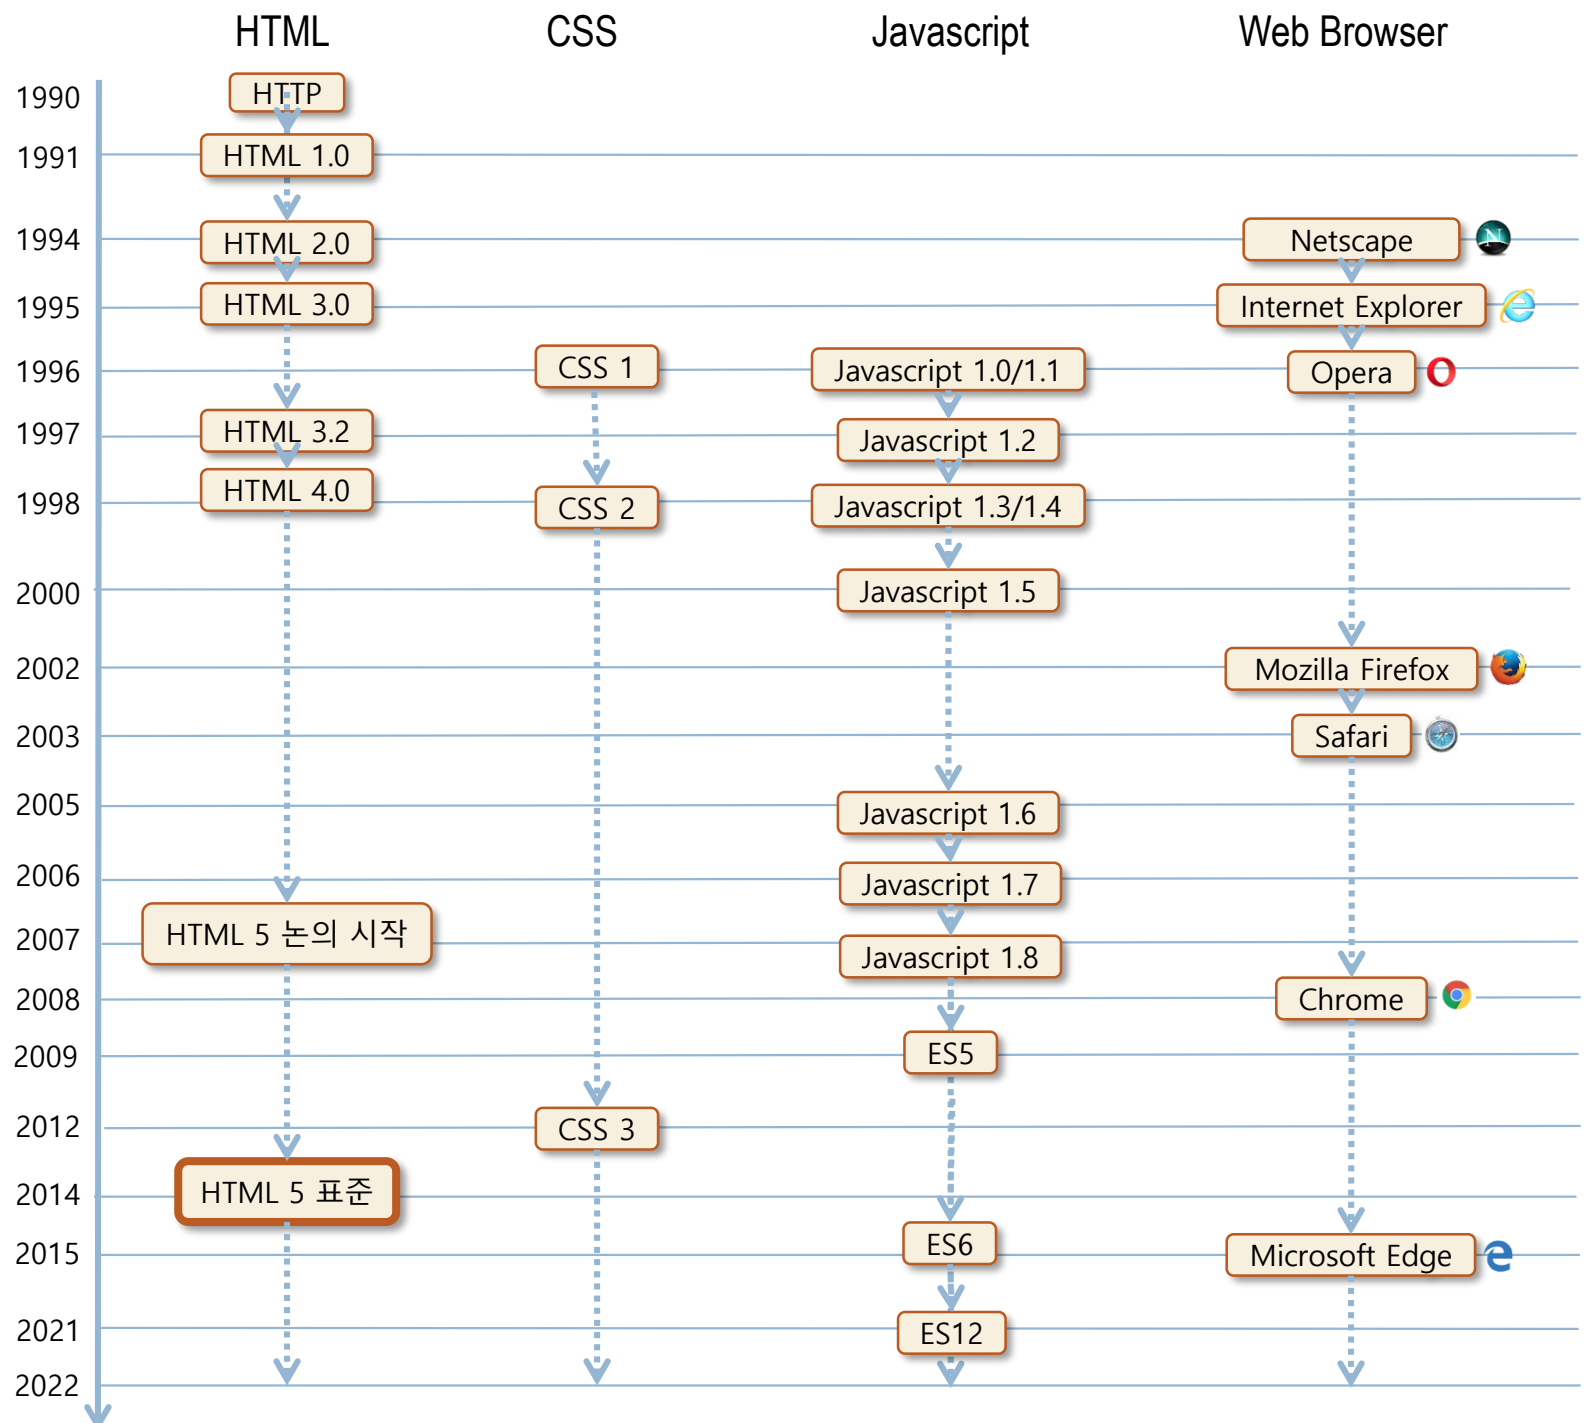 HTML CSS Javascript Web Browser
1990 HTTP
1991 HTML 1.0
1994 HTML 2.0 Netscape N
1995 HTML 3.0 Internet Explorer
1996 CSS 1 Javascript 1.0/1.1 Opera
1997 HTML 3.2 Javascript 1.2
1998 HTML 4.0 CSS 2 Javascript 1.3/1.4
2000 Javascript 1.5
2002 Mozilla Firefox
2003 Safari
2005 Javascript 1.6
2006 Javascript 1.7
2007 HTML 5 논의 시작 Javascript 1.8
2008 Chrome
2009 ES5
2012 CSS 3
2014 HTML 5 표준
2015 ES6 Microsoft Edge
2021 ES12
2022